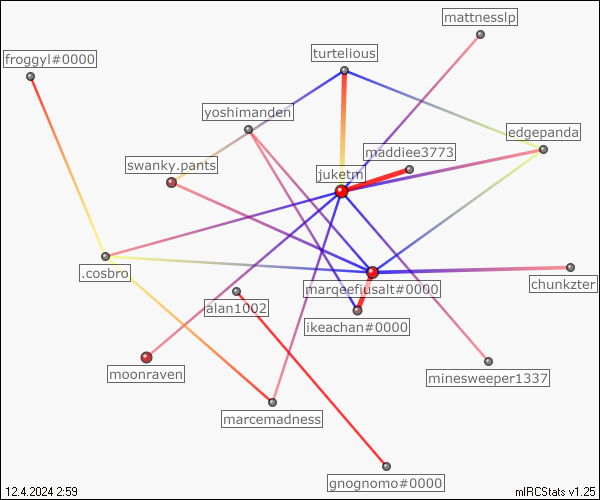 mattnesslp
turtelious
froggyl#0000
yoshimanden
edgepanda
maddiee3773
swanky.pants
juketrn
.cosbro
chunkzter
marqeefiusalt#0000
alan1002
ikeachan#0000
moonraven
minesweeper1337
marcemadness
gnognomo#0000
12.4.2024 2:59
mIRCStats v1.25